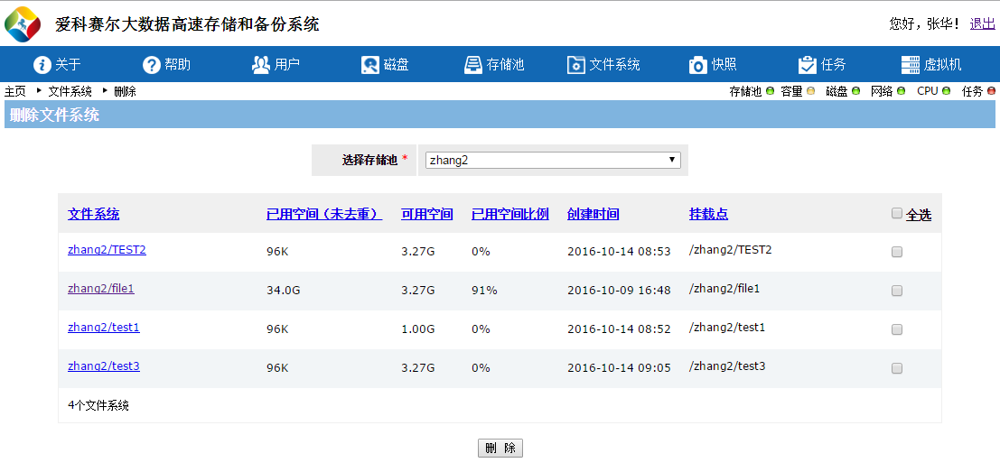 爱科赛尔大数据高速存储和备份系统
您好，张华！ 退出
关于 帮助 用户 磁盘 存储池 文件系统 快照 任务 虚拟机
主页 文件系统 删除 存储池 容量 磁盘 网络 CPU 任务
删除文件系统
选择存储池 * zhang2
文件系统 已用空间（未去重） 可用空间 已用空间比例 创建时间 挂载点 全选
zhang2/TEST2 96K 3.27G 0% 2016-10-14 08:53 /zhang2/TEST2
zhang2/file1 34.0G 3.27G 91% 2016-10-09 16:48 /zhang2/file1
zhang2/test1 96K 1.00G 0% 2016-10-14 08:52 /zhang2/test1
zhang2/test3 96K 3.27G 0% 2016-10-14 09:05 /zhang2/test3
4个文件系统
删 除